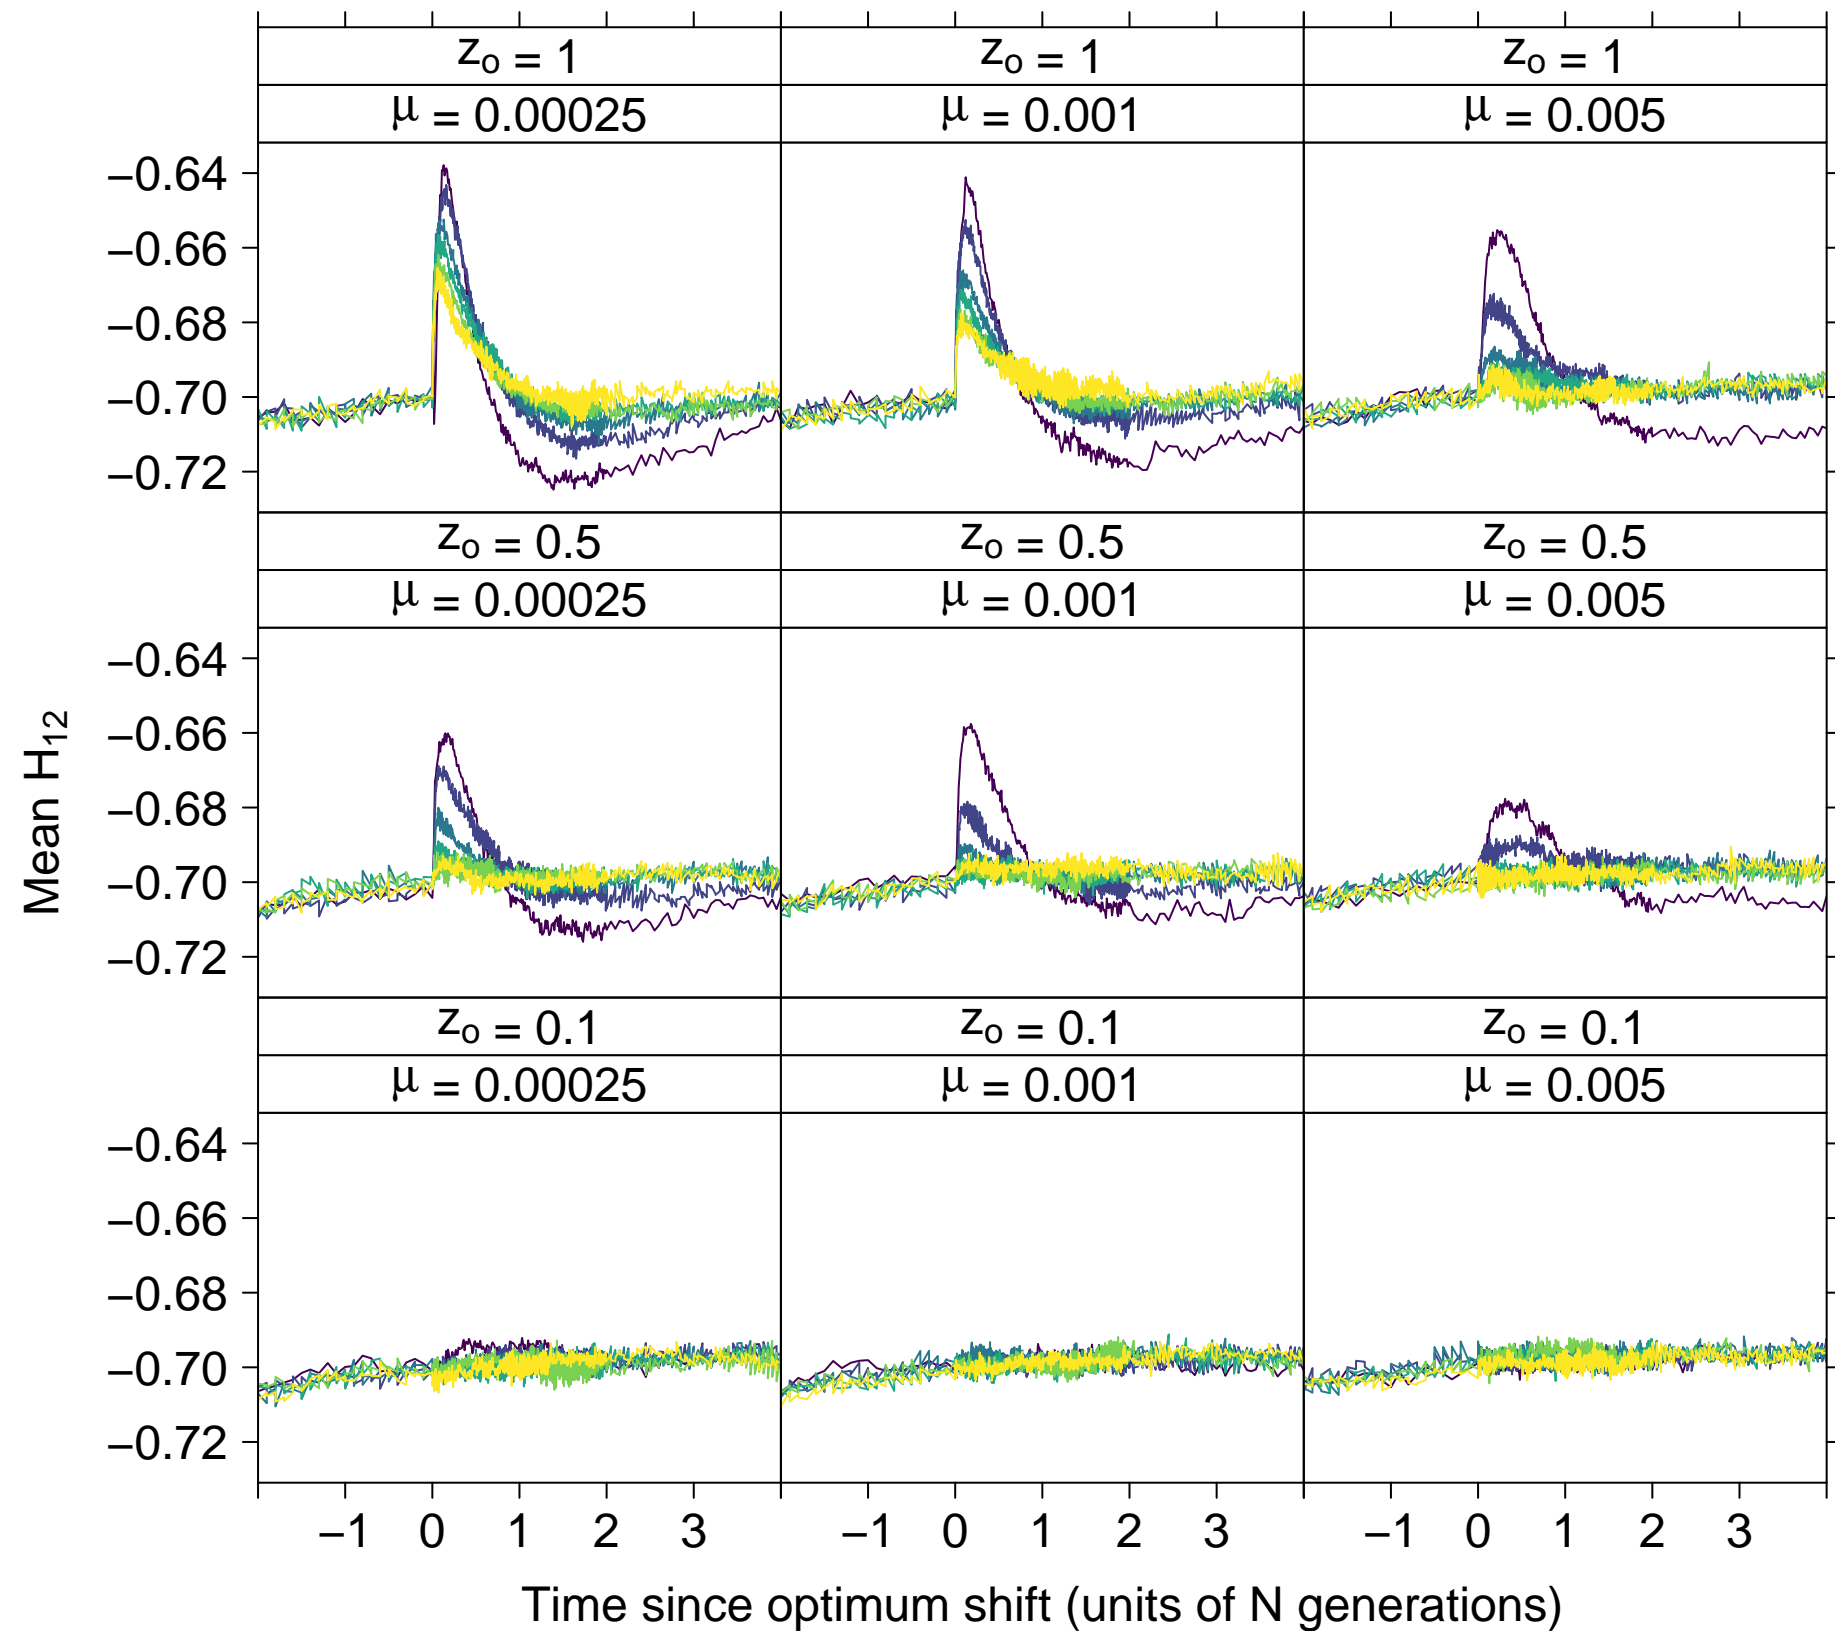 z₀ = 1 z₀ = 1 z₀ = 1
μ = 0.00025 μ = 0.001 μ = 0.005
−0.64
−0.66
−0.68
−0.70
−0.72
z₀ = 0.5 z₀ = 0.5 z₀ = 0.5
μ = 0.00025 μ = 0.001 μ = 0.005
−0.64
−0.66
−0.68
−0.70
−0.72
Mean H₁₂
z₀ = 0.1 z₀ = 0.1 z₀ = 0.1
μ = 0.00025 μ = 0.001 μ = 0.005
−0.64
−0.66
−0.68
−0.70
−0.72
−1 0 1 2 3 −1 0 1 2 3 −1 0 1 2 3
Time since optimum shift (units of N generations)